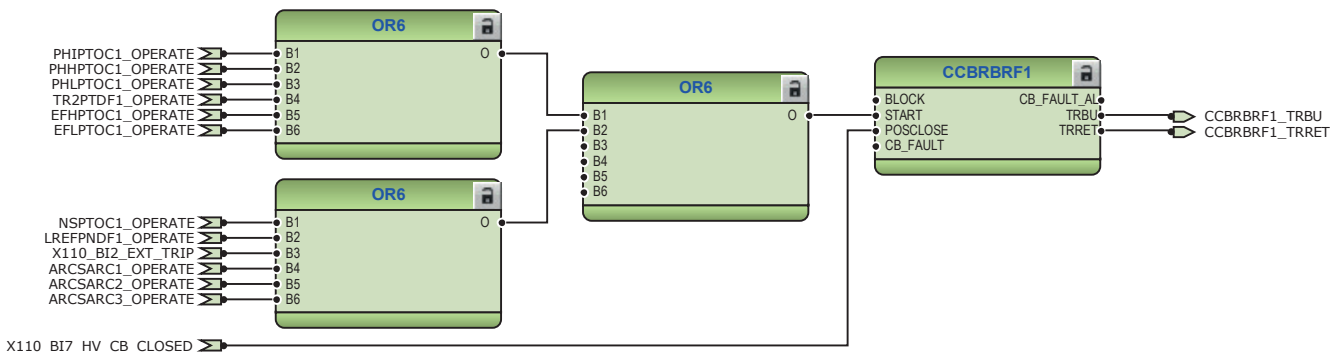 OR6
PHIPTOC1_OPERATE B1 O
PHHPTOC1_OPERATE B2
PHLPTOC1_OPERATE B3
TR2PTDF1_OPERATE B4
EFHPTOC1_OPERATE B5
EFLPTOC1_OPERATE B6
OR6
NSPTOC1_OPERATE B1 O
LREFPNDF1_OPERATE B2
X110_BI2_EXT_TRIP B3
ARCSARC1_OPERATE B4
ARCSARC2_OPERATE B5
ARCSARC3_OPERATE B6
X110_BI7_HV_CB_CLOSED
OR6
B1 O
B2
B3
B4
B5
B6
CCBRBRF1
BLOCK CB_FAULT_AL
START TRBU CCBRBRF1_TRBU
POSCLOSE TRRET CCBRBRF1_TRRET
CB_FAULT